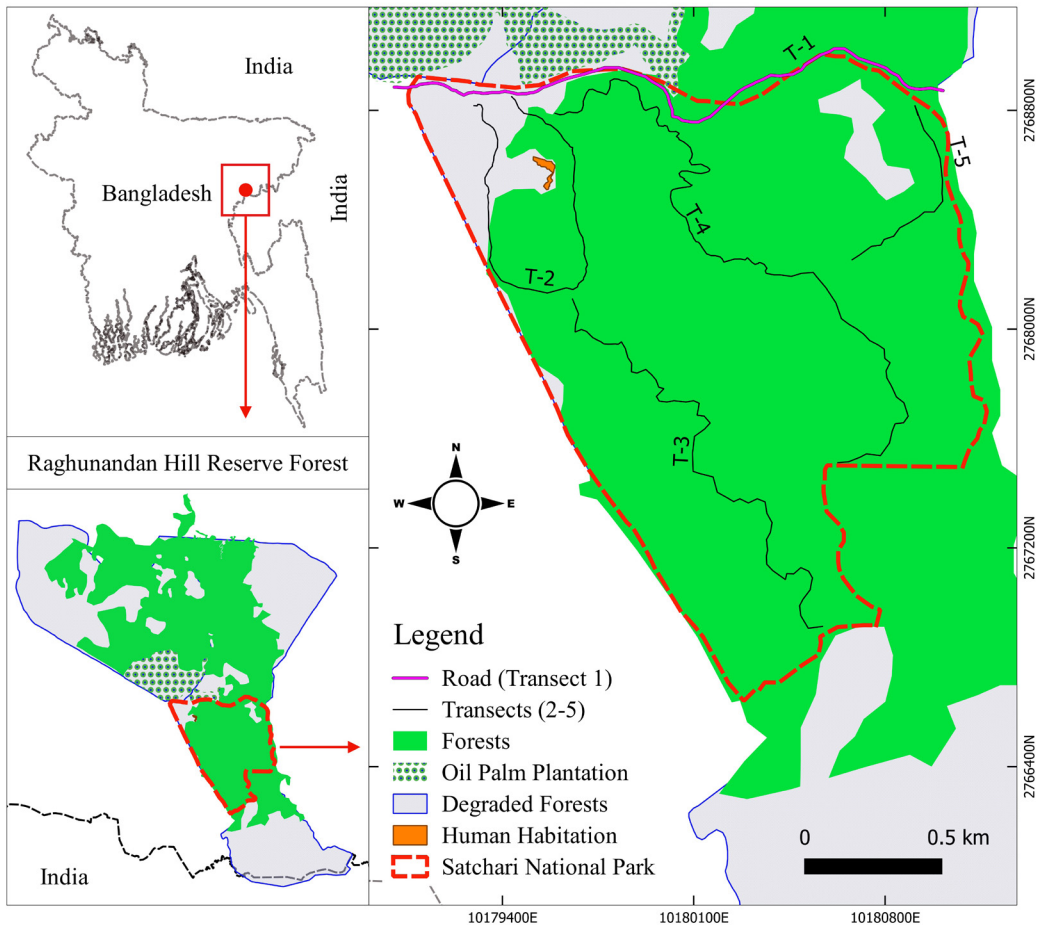 India
Bangladesh
India
Raghunandan Hill Reserve Forest
India
T-1
T-5
T-4
T-2
T-3
N
W
E
S
Legend
Road (Transect 1)
Transects (2-5)
Forests
Oil Palm Plantation
Degraded Forests
Human Habitation
Satchari National Park
0 0.5 km
2768800N
2768000N
2767200N
2766400N
10179400E 10180100E 10180800E